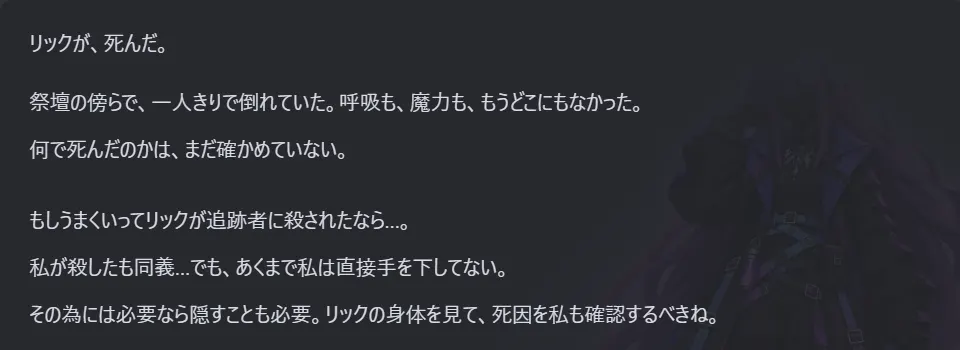 リックが、死んだ。
祭壇の傍らで、一人きりで倒れていた。呼吸も、魔力も、もうどこにもなかった。
何で死んだのかは、まだ確かめていない。
もしうまくいってリックが追跡者に殺されたなら…。
私が殺したも同義…でも、あくまで私は直接手を下してない。
その為には必要なら隠すことも必要。リックの身体を見て、死因を私も確認するべきね。